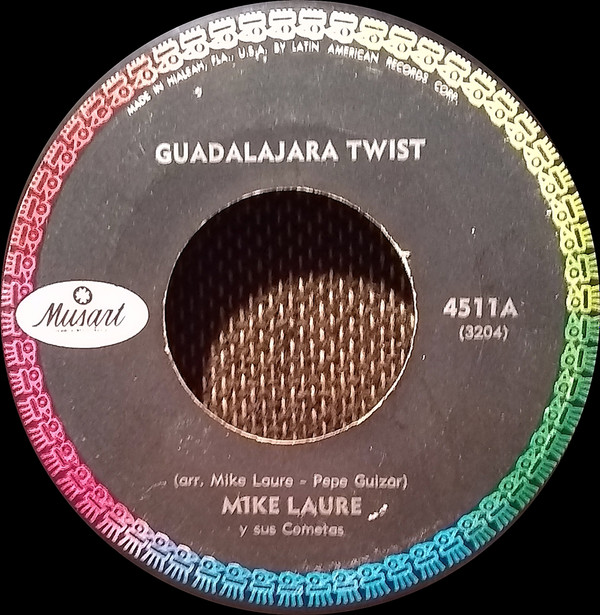 MADE IN HIALEAH, FLA., U.S.A. BY LATIN AMERICAN RECORDS CORP.
GUADALAJARA TWIST
Musart
4511A
(3204)
(arr. Mike Laure - Pepe Guizar)
MIKE LAURE
y sus Cometas